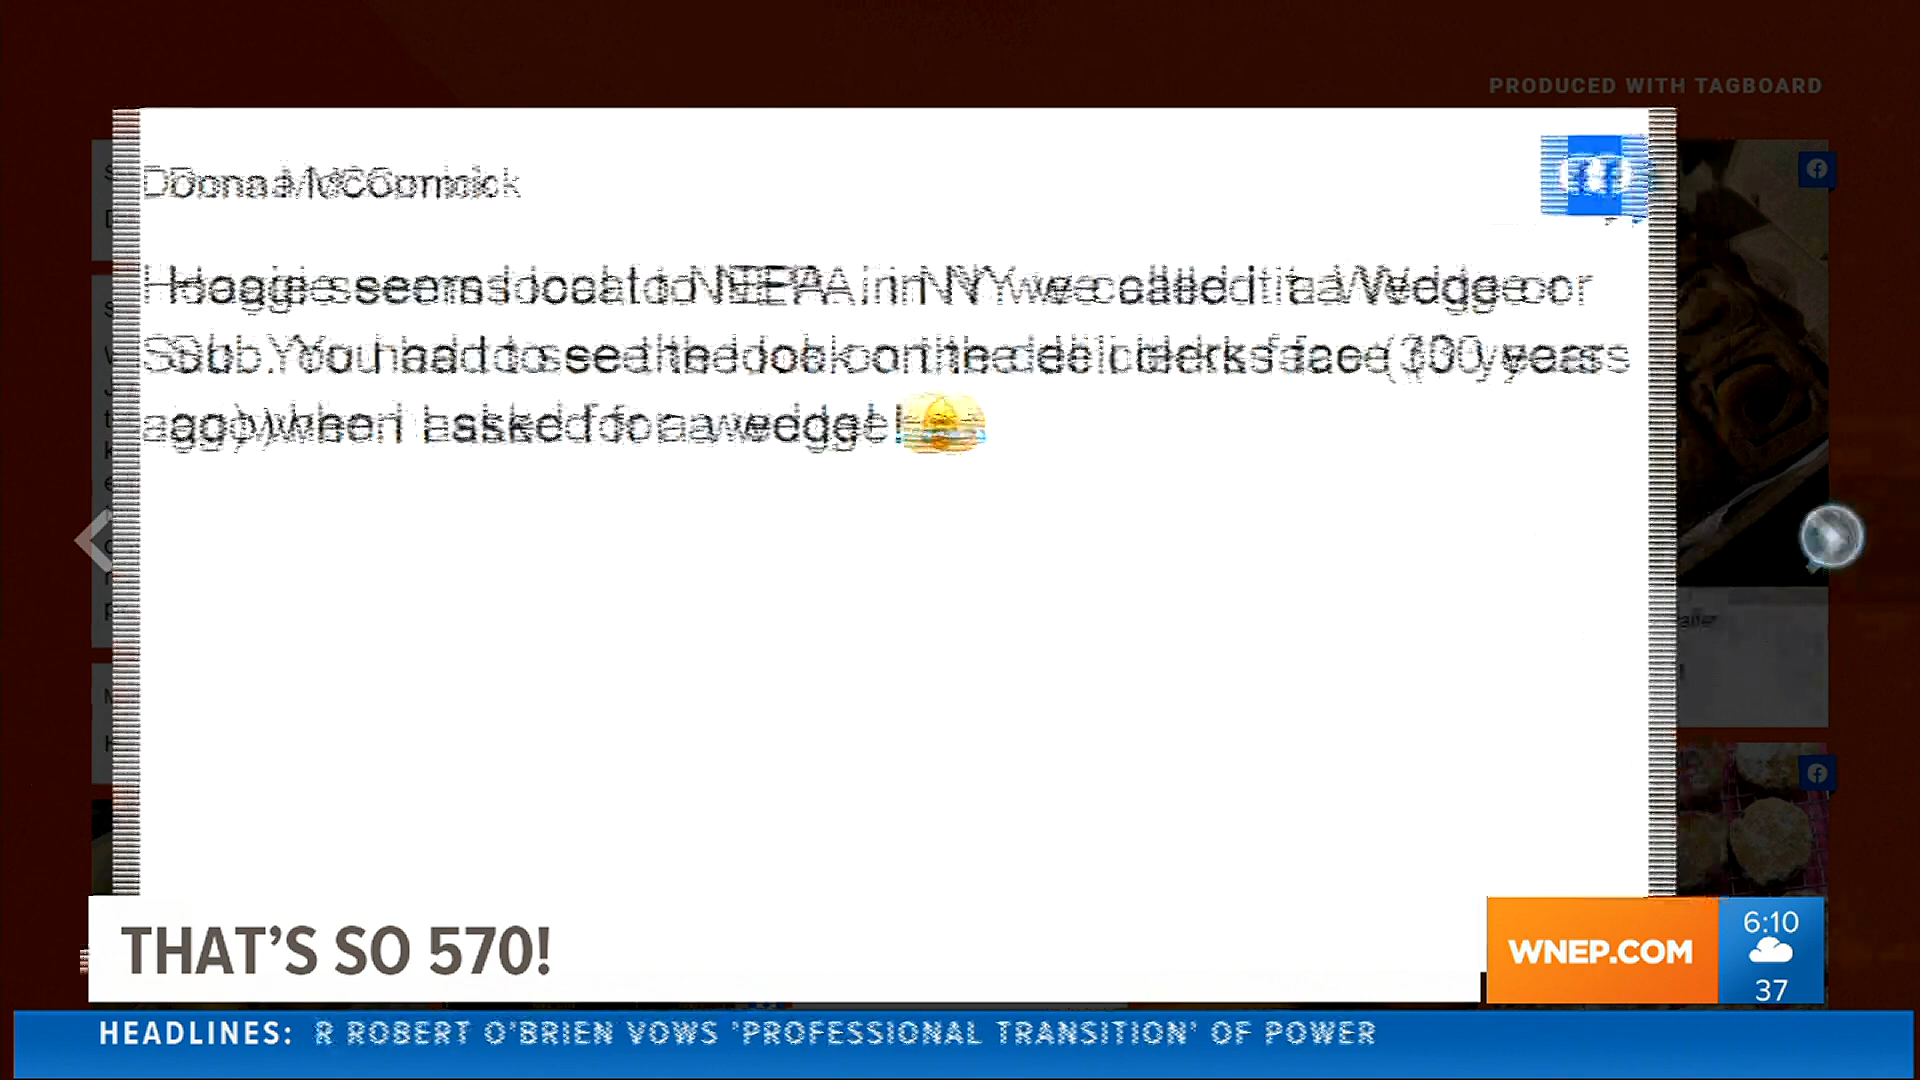 PRODUCED WITH TAGBOARD
Donna McCormick
Hoagie seems local to NEPA, in NY we called it a Wedge or
Sub. You had to see the look on the deli clerks face (30 years
ago) when I asked for a wedge!
THAT'S SO 570!
WNEP.COM
6:10
37
HEADLINES: R ROBERT O'BRIEN VOWS 'PROFESSIONAL TRANSITION' OF POWER